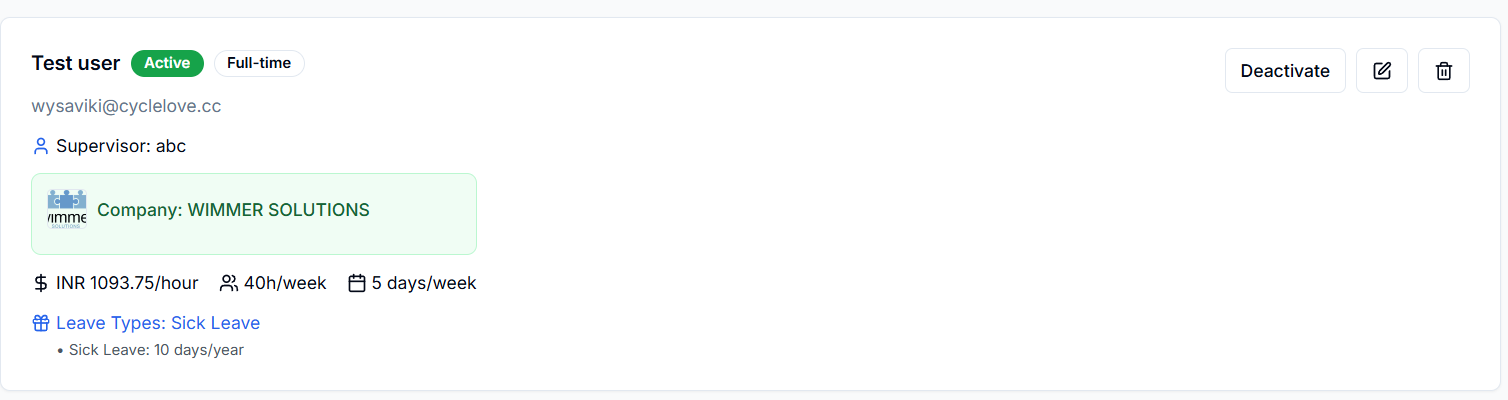 Test user Active Full-time Deactivate
wysaviki@cyclelove.cc
Supervisor: abc
imme
SOLUTIONS
Company: WIMMER SOLUTIONS
INR 1093.75/hour 40h/week 5 days/week
Leave Types: Sick Leave
• Sick Leave: 10 days/year